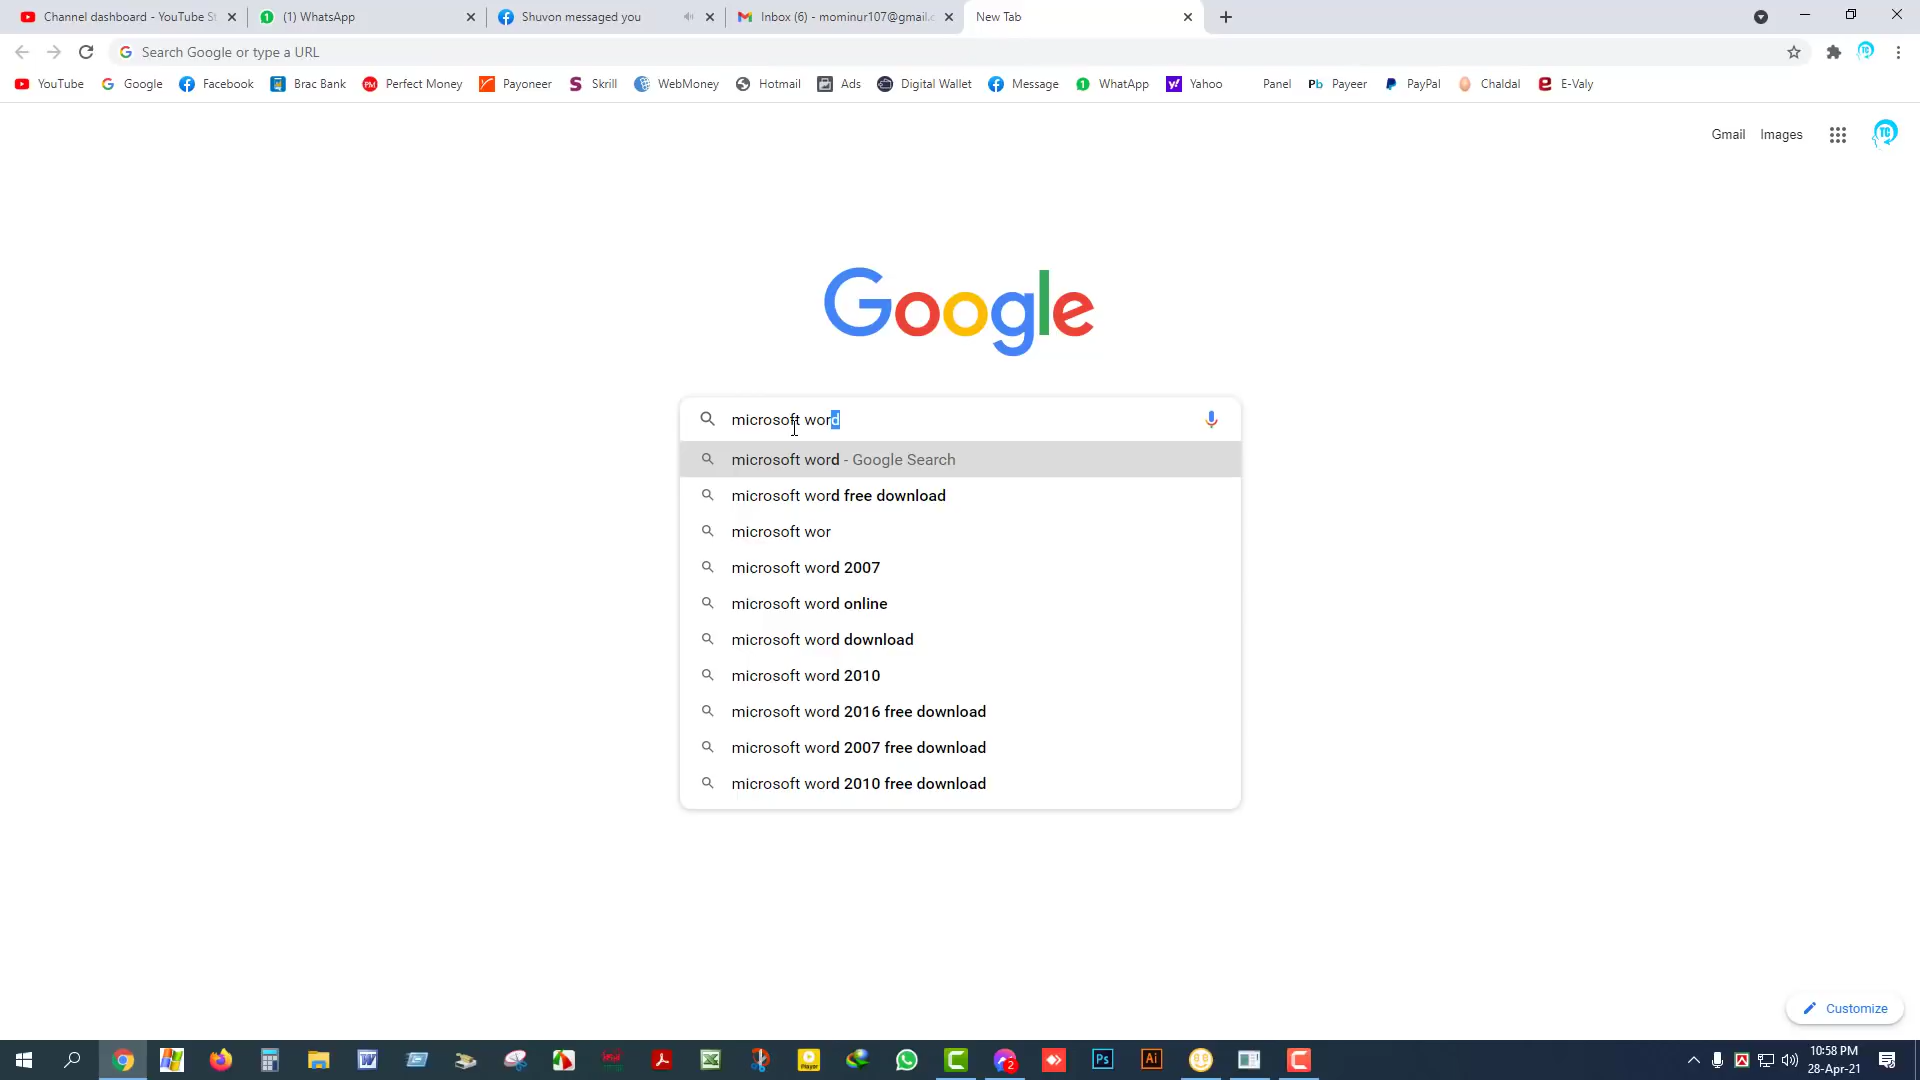 Channel dashboard - YouTube St
(1) WhatsApp
Shuvon messaged you
Inbox (6) - mominur107@gmail.c
New Tab
Search Google or type a URL
YouTube
Google
Facebook
Brac Bank
Perfect Money
Payoneer
Skrill
WebMoney
Hotmail
Ads
Digital Wallet
Message
WhatApp
Yahoo
Panel
Payeer
PayPal
Chaldal
E-Valy
Gmail
Images
Google
microsoft word
microsoft word - Google Search
microsoft word free download
microsoft wor
microsoft word 2007
microsoft word online
microsoft word download
microsoft word 2010
microsoft word 2016 free download
microsoft word 2007 free download
microsoft word 2010 free download
Customize
10:58 PM
28-Apr-21